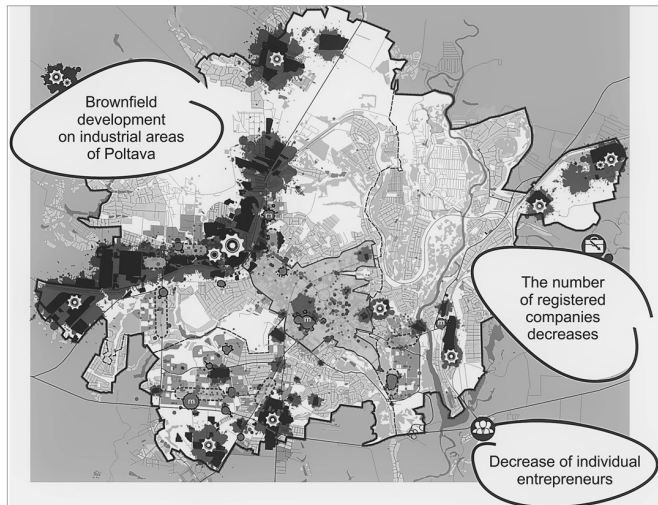 Brownfield
development
on industrial areas
of Poltava
The number
of registered
companies
decreases
Decrease of individual
entrepreneurs
m
m
m
m